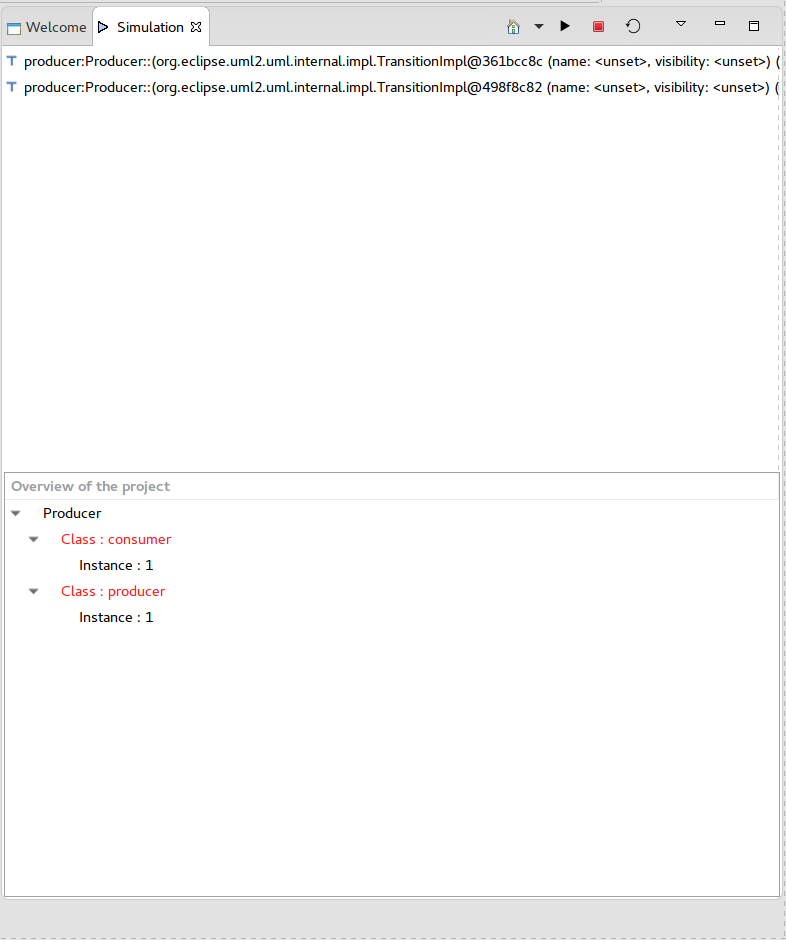 Welcome Simulation
T producer:Producer::(org.eclipse.uml2.uml.internal.impl.TransitionImpl@361bcc8c (name: <unset>, visibility: <unset>) (
T producer:Producer::(org.eclipse.uml2.uml.internal.impl.TransitionImpl@498f8c82 (name: <unset>, visibility: <unset>) (
Overview of the project
Producer
Class : consumer
Instance : 1
Class : producer
Instance : 1